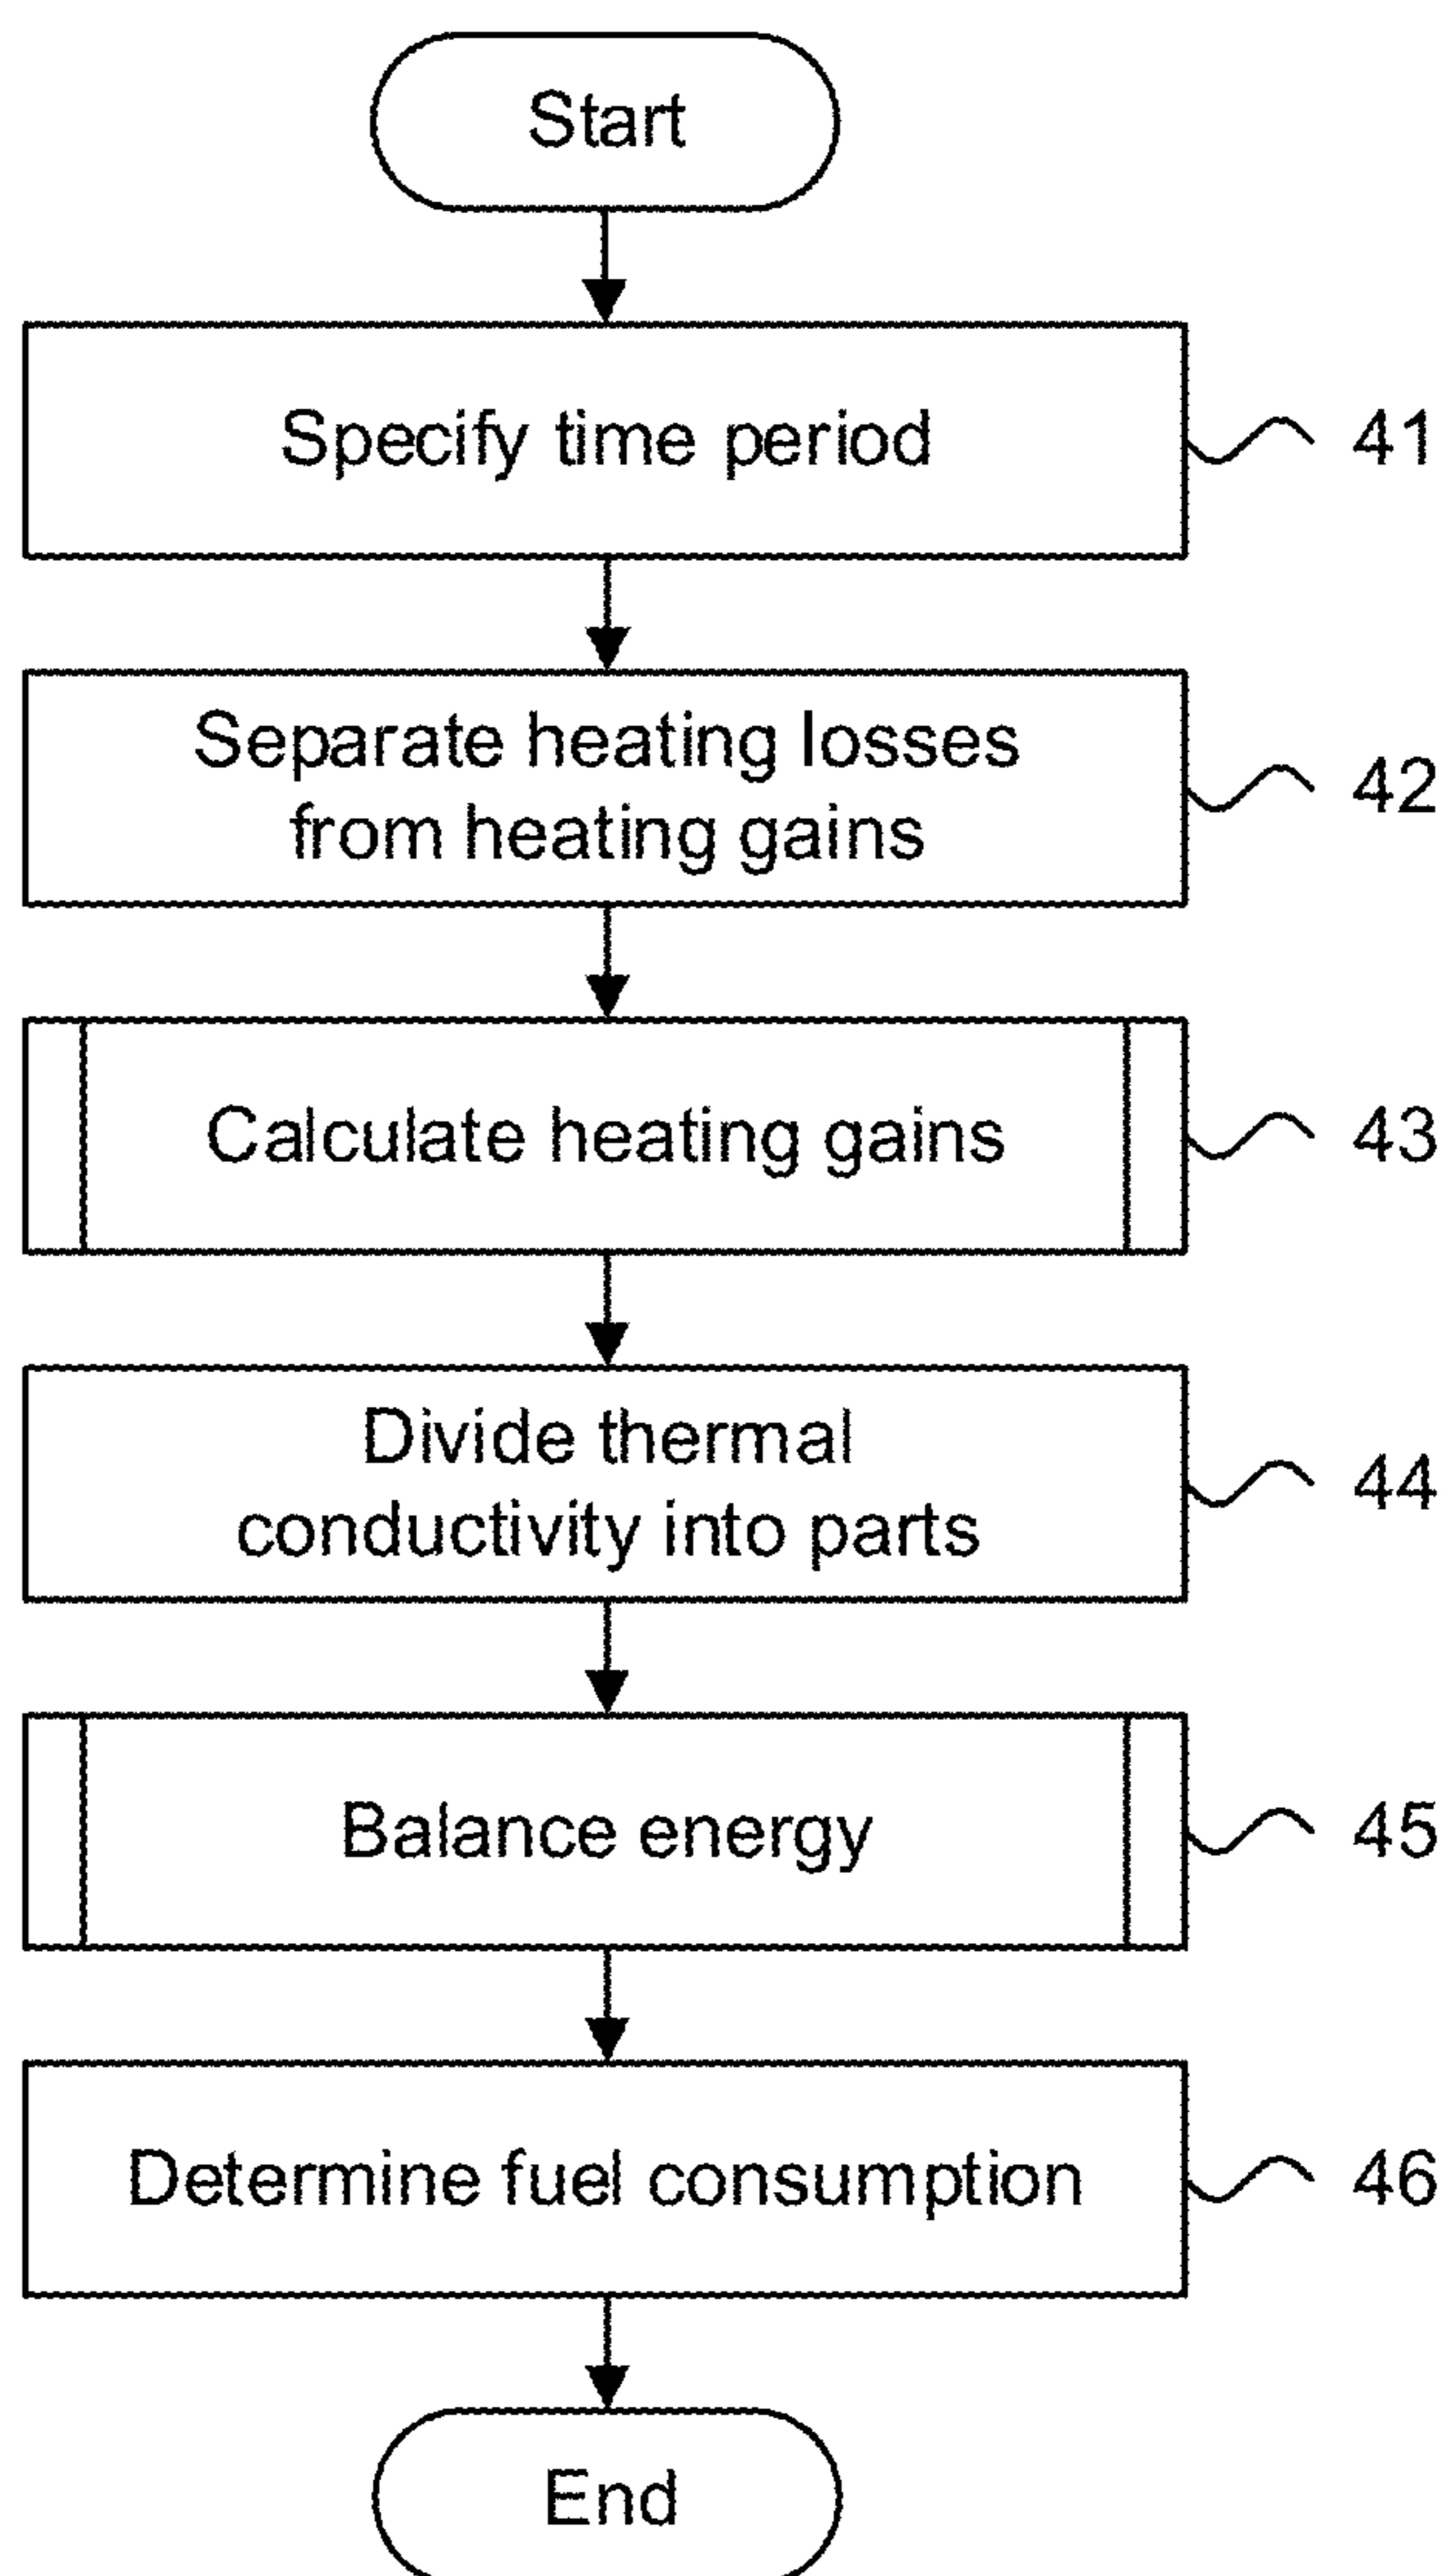 Start
Specify time period
41
Separate heating losses
from heating gains
42
Calculate heating gains
43
Divide thermal
conductivity into parts
44
Balance energy
45
Determine fuel consumption
46
End